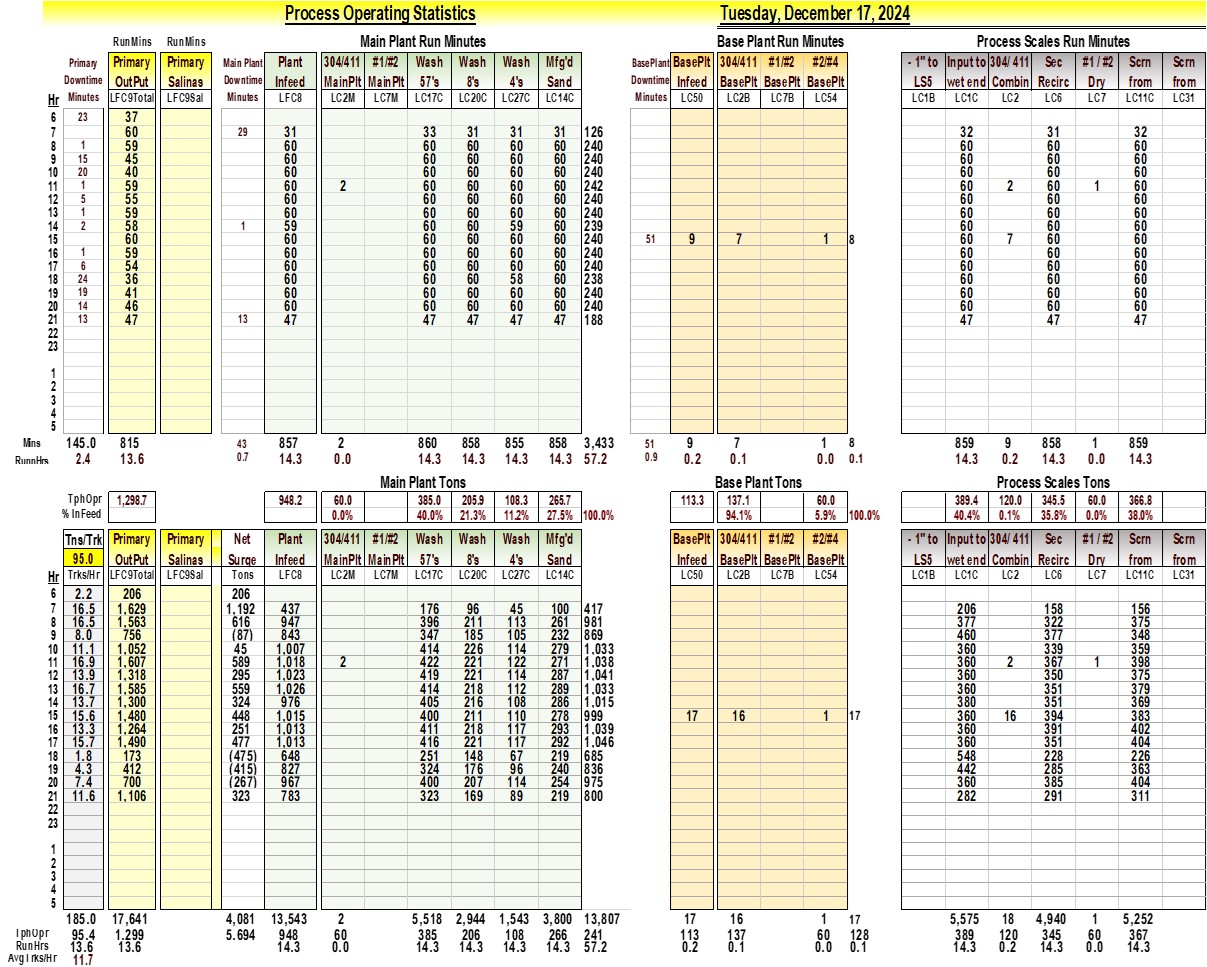 Process Operating Statistics Tuesday, December 17, 2024
RunMins RunMins Main Plant Run Minutes Base Plant Run Minutes Process Scales Run Minutes
Primary Primary Primary Main Plant Plant 304/411 #1/#2 Wash Wash Wash Mfg'd BasePlant BasePlt 304/411 #1/#2 #2/#4 - 1" to Input to 304/ 411 Sec #1 / #2 Scrn Scrn
Downtime OutPut Salinas Downtime Infeed MainPlt MainPlt 57's 8's 4's Sand Downtime Infeed BasePlt BasePlt BasePlt LS5 wet end Combin Recirc Dry from from
Hr Minutes LFC9Total LFC9Sal Minutes LFC8 LC2M LC7M LC17C LC20C LC27C LC14C Minutes LC50 LC2B LC7B LC54 LC1B LC1C LC2 LC6 LC7 LC11C LC31
6 23 37
7 60 29 31 33 31 31 31 126 32 31 32
8 1 59 60 60 60 60 60 240 60 60 60
9 15 45 60 60 60 60 60 240 60 60 60
10 20 40 60 60 60 60 60 240 60 60 60
11 1 59 60 2 60 60 60 60 242 60 2 60 1 60
12 5 55 60 60 60 60 60 240 60 60 60
13 1 59 60 60 60 60 60 240 60 60 60
14 2 58 1 59 60 60 59 60 239 60 60 60
15 60 60 60 60 60 60 240 51 9 7 1 8 60 7 60 60
16 1 59 60 60 60 60 60 240 60 60 60
17 6 54 60 60 60 60 60 240 60 60 60
18 24 36 60 60 60 58 60 238 60 60 60
19 19 41 60 60 60 60 60 240 60 60 60
20 14 46 60 60 60 60 60 240 60 60 60
21 13 47 13 47 47 47 47 47 188 47 47 47
22
23
1
2
3
4
5
Mins 145.0 815 43 857 2 860 858 855 858 3,433 51 9 7 1 8 859 9 858 1 859
RunnHrs 2.4 13.6 0.7 14.3 0.0 14.3 14.3 14.3 14.3 57.2 0.9 0.2 0.1 0.0 0.1 14.3 0.2 14.3 0.0 14.3
Main Plant Tons Base Plant Tons Process Scales Tons
TphOpr 1,298.7 948.2 60.0 385.0 205.9 108.3 265.7 113.3 137.1 60.0 389.4 120.0 345.5 60.0 366.8
% InFeed 0.0% 40.0% 21.3% 11.2% 27.5% 100.0% 94.1% 5.9% 100.0% 40.4% 0.1% 35.8% 0.0% 38.0%
Tns/Trk Primary Primary Net Plant 304/411 #1/#2 Wash Wash Wash Mfg'd BasePlt 304/411 #1/#2 #2/#4 - 1" to Input to 304/ 411 Sec #1 / #2 Scrn Scrn
95.0 OutPut Salinas Surge Infeed MainPlt MainPlt 57's 8's 4's Sand Infeed BasePlt BasePlt BasePlt LS5 wet end Combin Recirc Dry from from
Hr Trks/Hr LFC9Total LFC9Sal Tons LFC8 LC2M LC7M LC17C LC20C LC27C LC14C LC50 LC2B LC7B LC54 LC1B LC1C LC2 LC6 LC7 LC11C LC31
6 2.2 206 206
7 16.5 1,629 1,192 437 176 96 45 100 417 206 158 156
8 16.5 1,563 616 947 396 211 113 261 981 377 322 375
9 8.0 756 (87) 843 347 185 105 232 869 460 377 348
10 11.1 1,052 45 1,007 414 226 114 279 1,033 360 339 359
11 16.9 1,607 589 1,018 2 422 221 122 271 1,038 360 2 367 1 398
12 13.9 1,318 295 1,023 419 221 114 287 1,041 360 350 375
13 16.7 1,585 559 1,026 414 218 112 289 1,033 360 351 379
14 13.7 1,300 324 976 405 216 108 286 1,015 380 351 369
15 15.6 1,480 448 1,015 400 211 110 278 999 17 16 1 17 360 16 394 383
16 13.3 1,264 251 1,013 411 218 117 293 1,039 360 391 402
17 15.7 1,490 477 1,013 416 221 117 292 1,046 360 351 404
18 1.8 173 (475) 648 251 148 67 219 685 548 228 226
19 4.3 412 (415) 827 324 176 96 240 836 442 285 363
20 7.4 700 (267) 967 400 207 114 254 975 360 385 404
21 11.6 1,106 323 783 323 169 89 219 800 282 291 311
22
23
1
2
3
4
5
185.0 17,641 4,081 13,543 2 5,518 2,944 1,543 3,800 13,807 17 16 1 17 5,575 18 4,940 1 5,252
TphOpr 95.4 1.299 5.694 948 60 385 206 108 266 241 113 137 60 128 389 120 345 60 367
RunHrs 13.6 13.6 14.3 0.0 14.3 14.3 14.3 14.3 57.2 0.2 0.1 0.0 0.1 14.3 0.2 14.3 0.0 14.3
AvgTrks/Hr 11.7